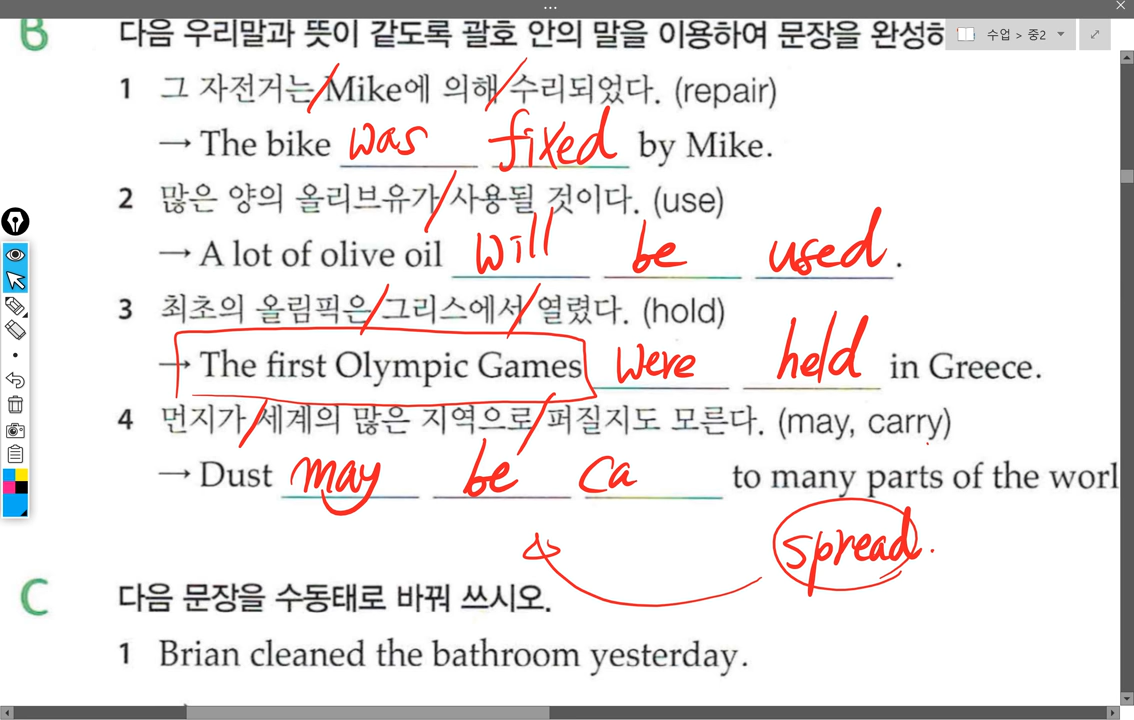 ...
B 다음 우리말과 뜻이 같도록 괄호 안의 말을 이용하여 문장을 완성하
수업 > 중2
1 그 자전거는/Mike에 의해/수리되었다. (repair)
→ The bike was fixed by Mike.
2 많은 양의 올리브유가/사용될 것이다. (use)
→ A lot of olive oil will be used.
3 최초의 올림픽은/그리스에서/열렸다. (hold)
→ The first Olympic Games were held in Greece.
4 먼지가/세계의 많은 지역으로/퍼질지도 모른다. (may, carry)
→ Dust may be ca to many parts of the worl
spread.
C 다음 문장을 수동태로 바꿔 쓰시오.
1 Brian cleaned the bathroom yesterday.